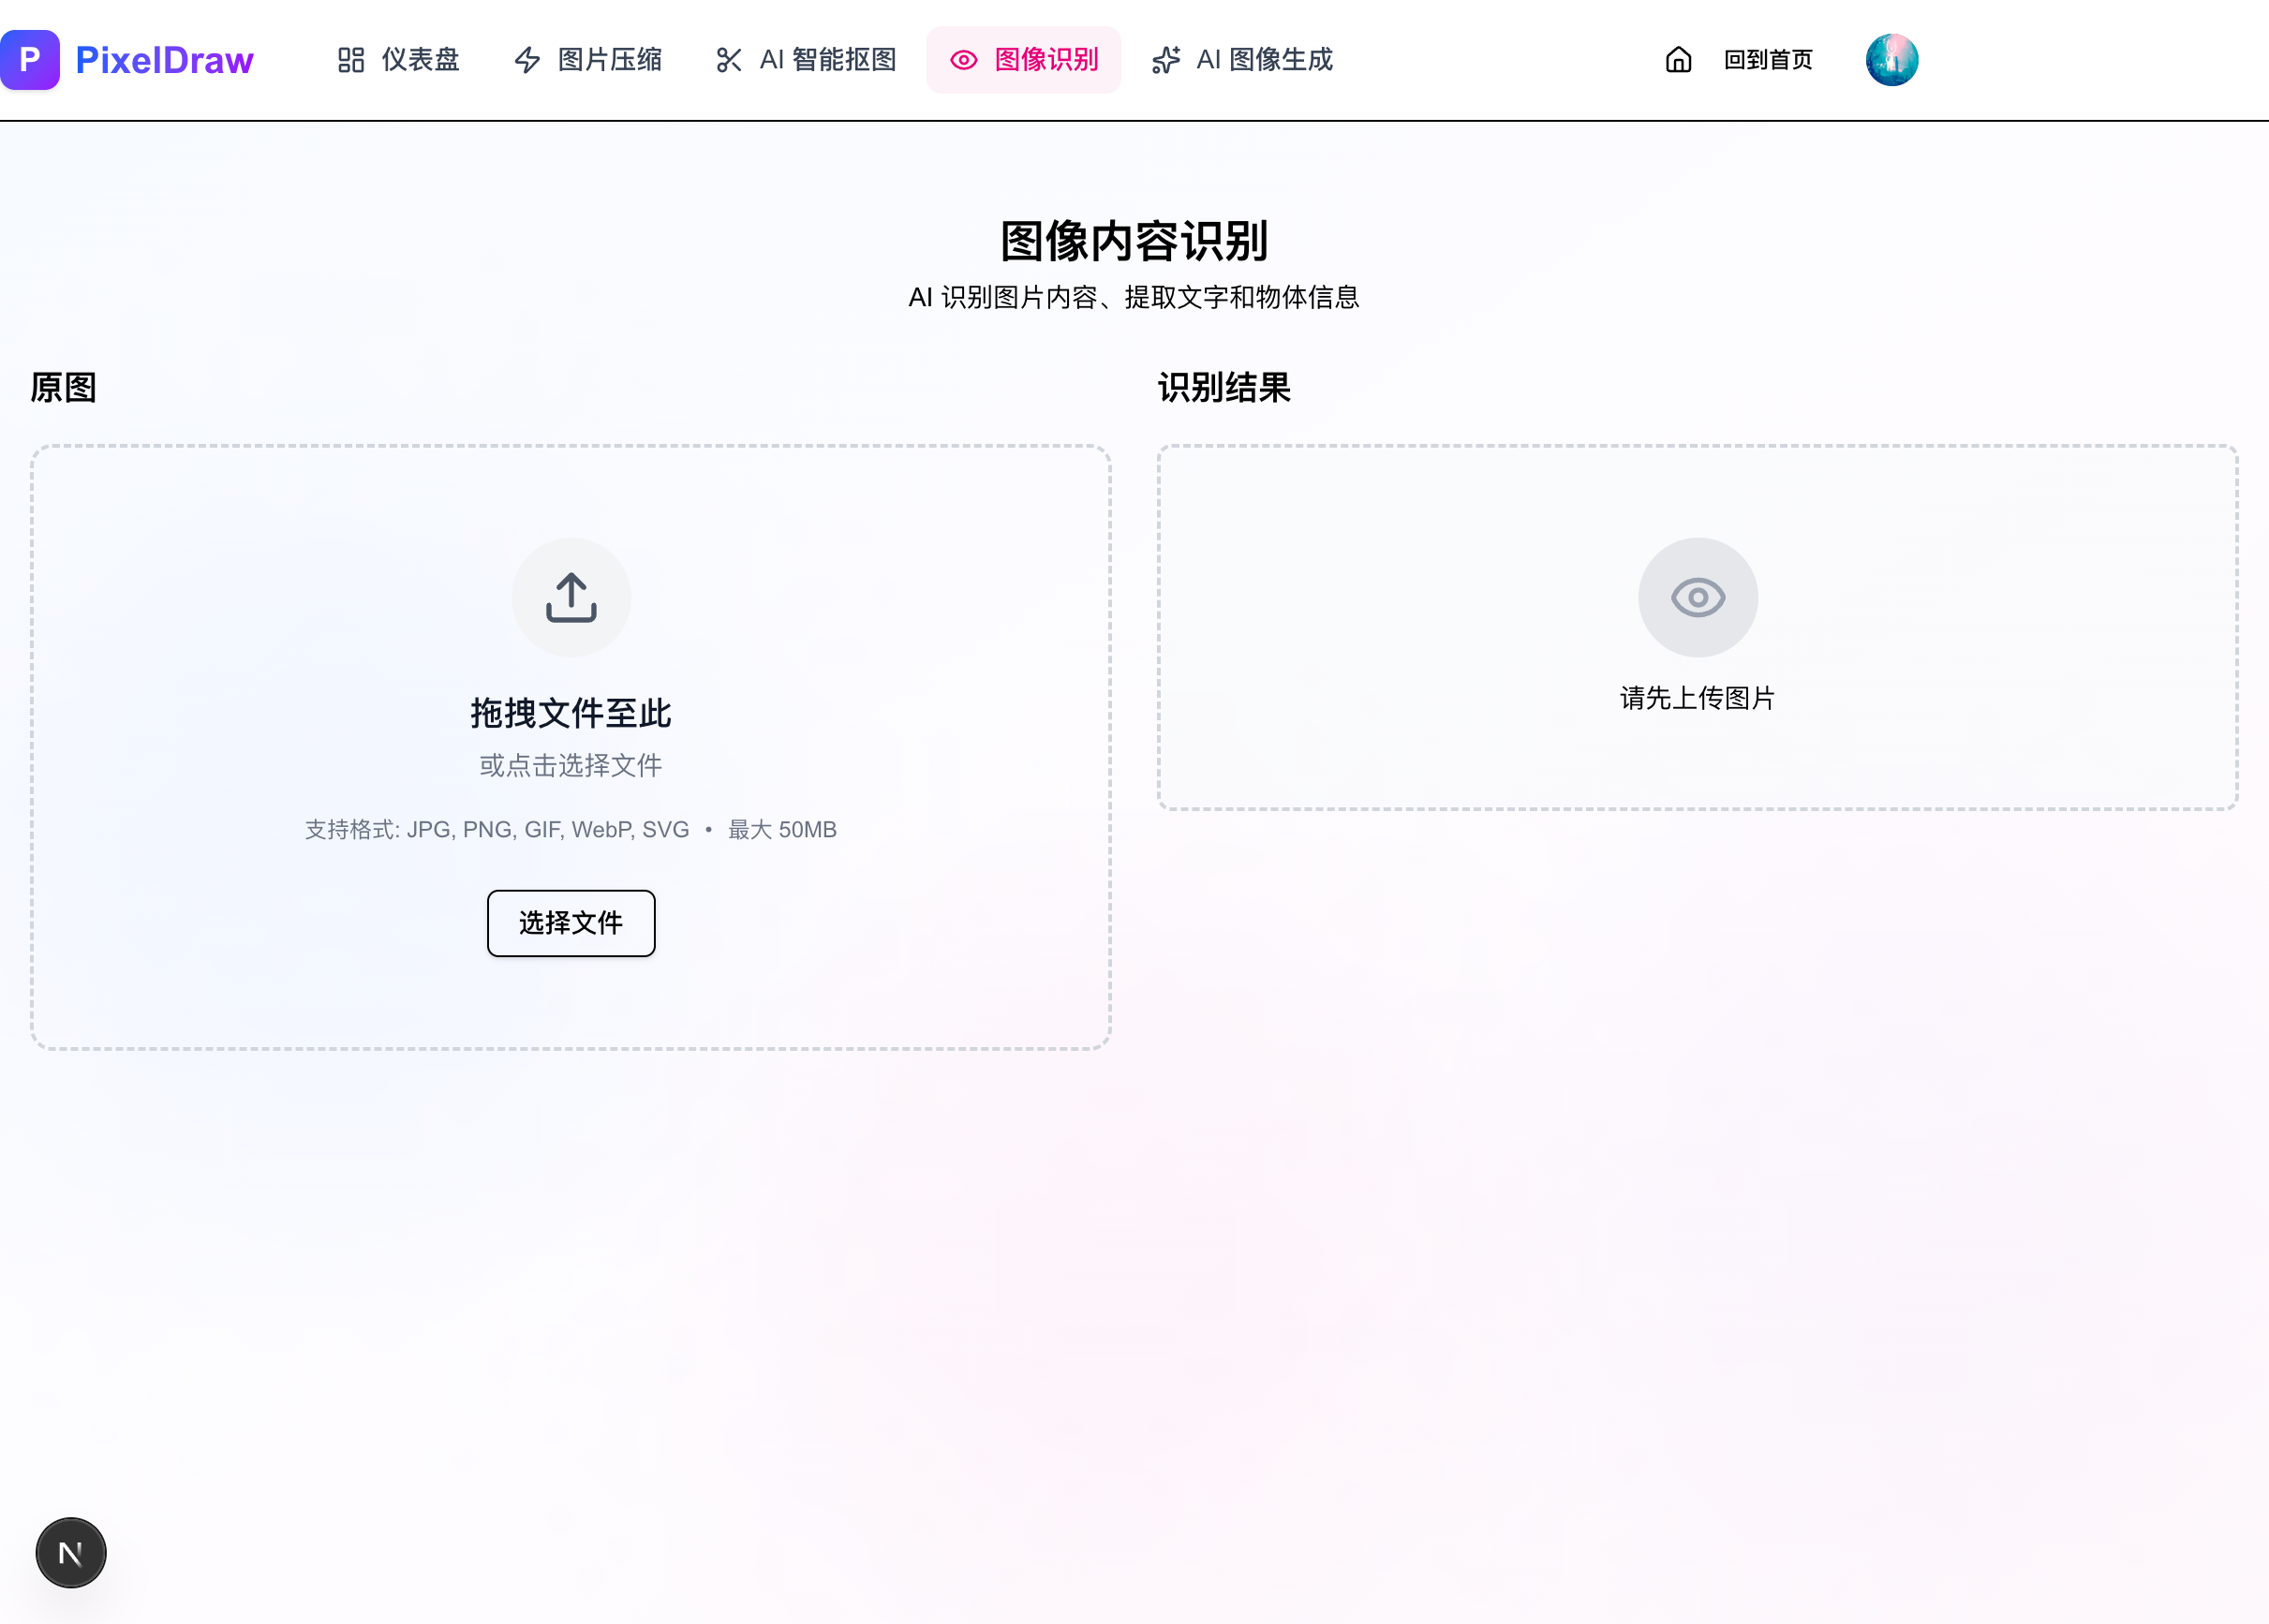 P PixelDraw 仪表盘 图片压缩 AI 智能抠图 图像识别 AI 图像生成 回到首页
图像内容识别
AI 识别图片内容、提取文字和物体信息
原图
识别结果
拖拽文件至此
或点击选择文件
支持格式: JPG, PNG, GIF, WebP, SVG • 最大 50MB
选择文件
请先上传图片
N